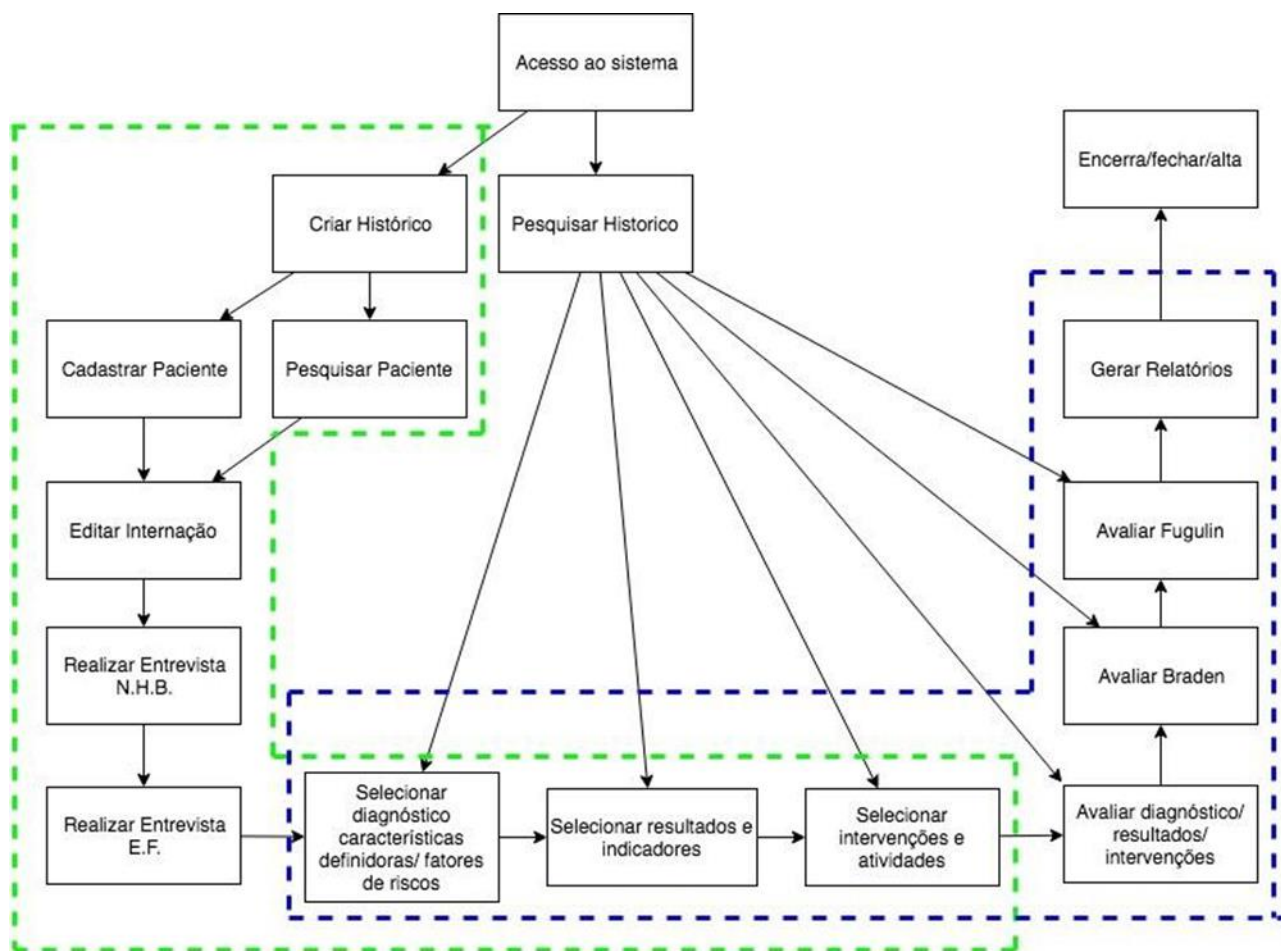 Acesso ao sistema
Encerra/fechar/alta
Criar Histórico
Pesquisar Historico
Cadastrar Paciente
Pesquisar Paciente
Gerar Relatórios
Editar Internação
Avaliar Fugulin
Realizar Entrevista
N.H.B.
Avaliar Braden
Realizar Entrevista
E.F.
Selecionar
diagnóstico
características
definidoras/ fatores
de riscos
Selecionar resultados e
indicadores
Selecionar
intervenções e
atividades
Avaliar diagnóstico/
resultados/
intervenções